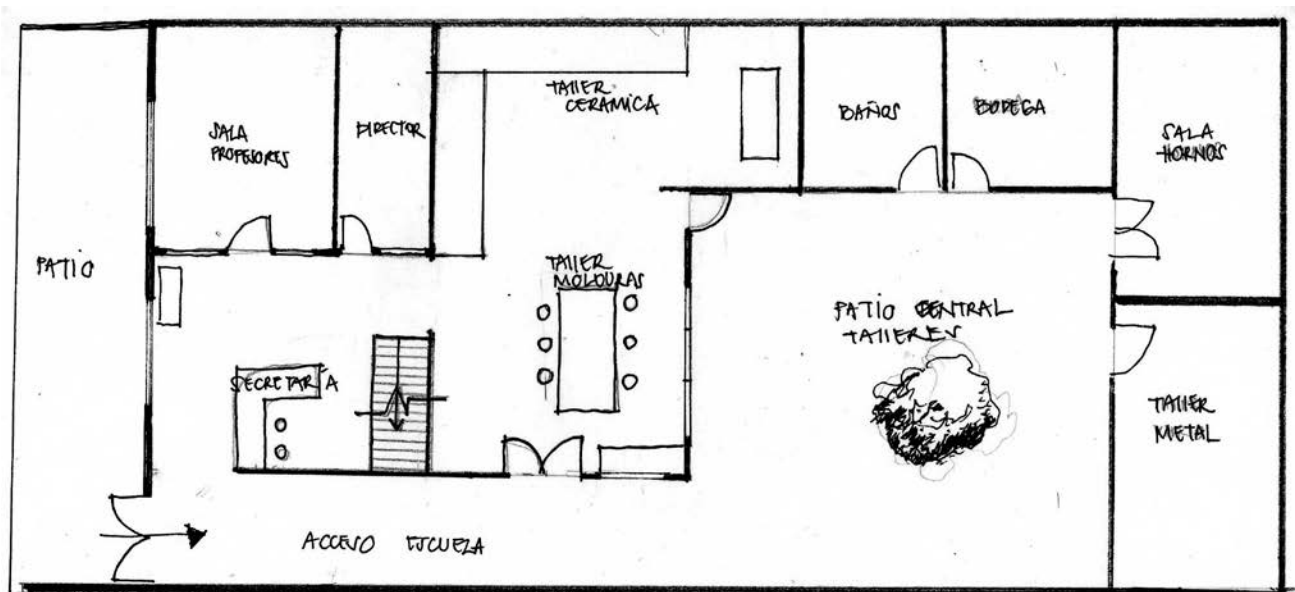 SALA
PROFESORES
DIRECTOR
TALLER
CERAMICA
BAÑOS
BODEGA
SALA
HORNOS
PATIO
TALLER
MOLDURAS
PATIO CENTRAL
TALLERES
SECRETARÍA
TALLER
METAL
ACCESO ESCUELA